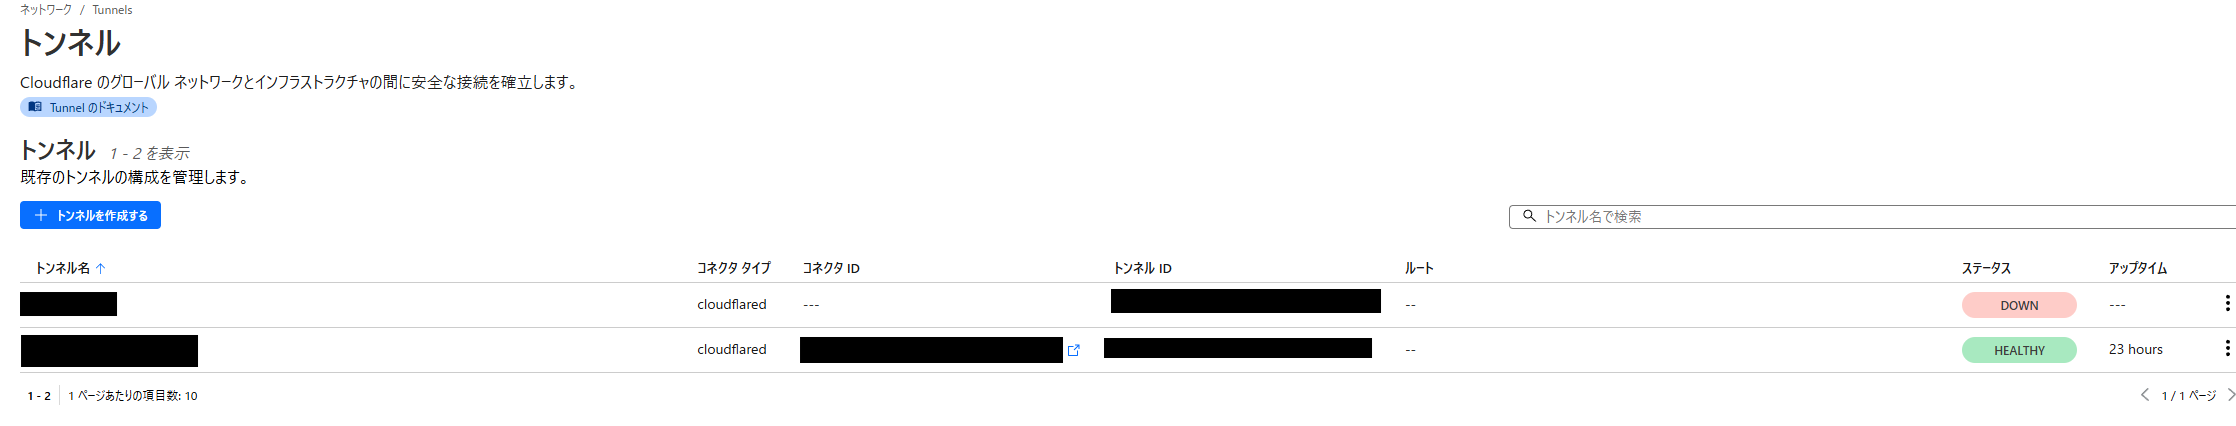 ネットワーク / Tunnels
トンネル
Cloudflare のグローバル ネットワークとインフラストラクチャの間に安全な接続を確立します。
Tunnel のドキュメント
トンネル 1 - 2 を表示
既存のトンネルの構成を管理します。
トンネルを作成する
トンネル名で検索
トンネル名 コネクタ タイプ コネクタ ID トンネル ID ルート ステータス アップタイム
cloudflared --- -- DOWN ---
cloudflared -- HEALTHY 23 hours
1 - 2 1 ページあたりの項目数: 10 1 / 1 ページ